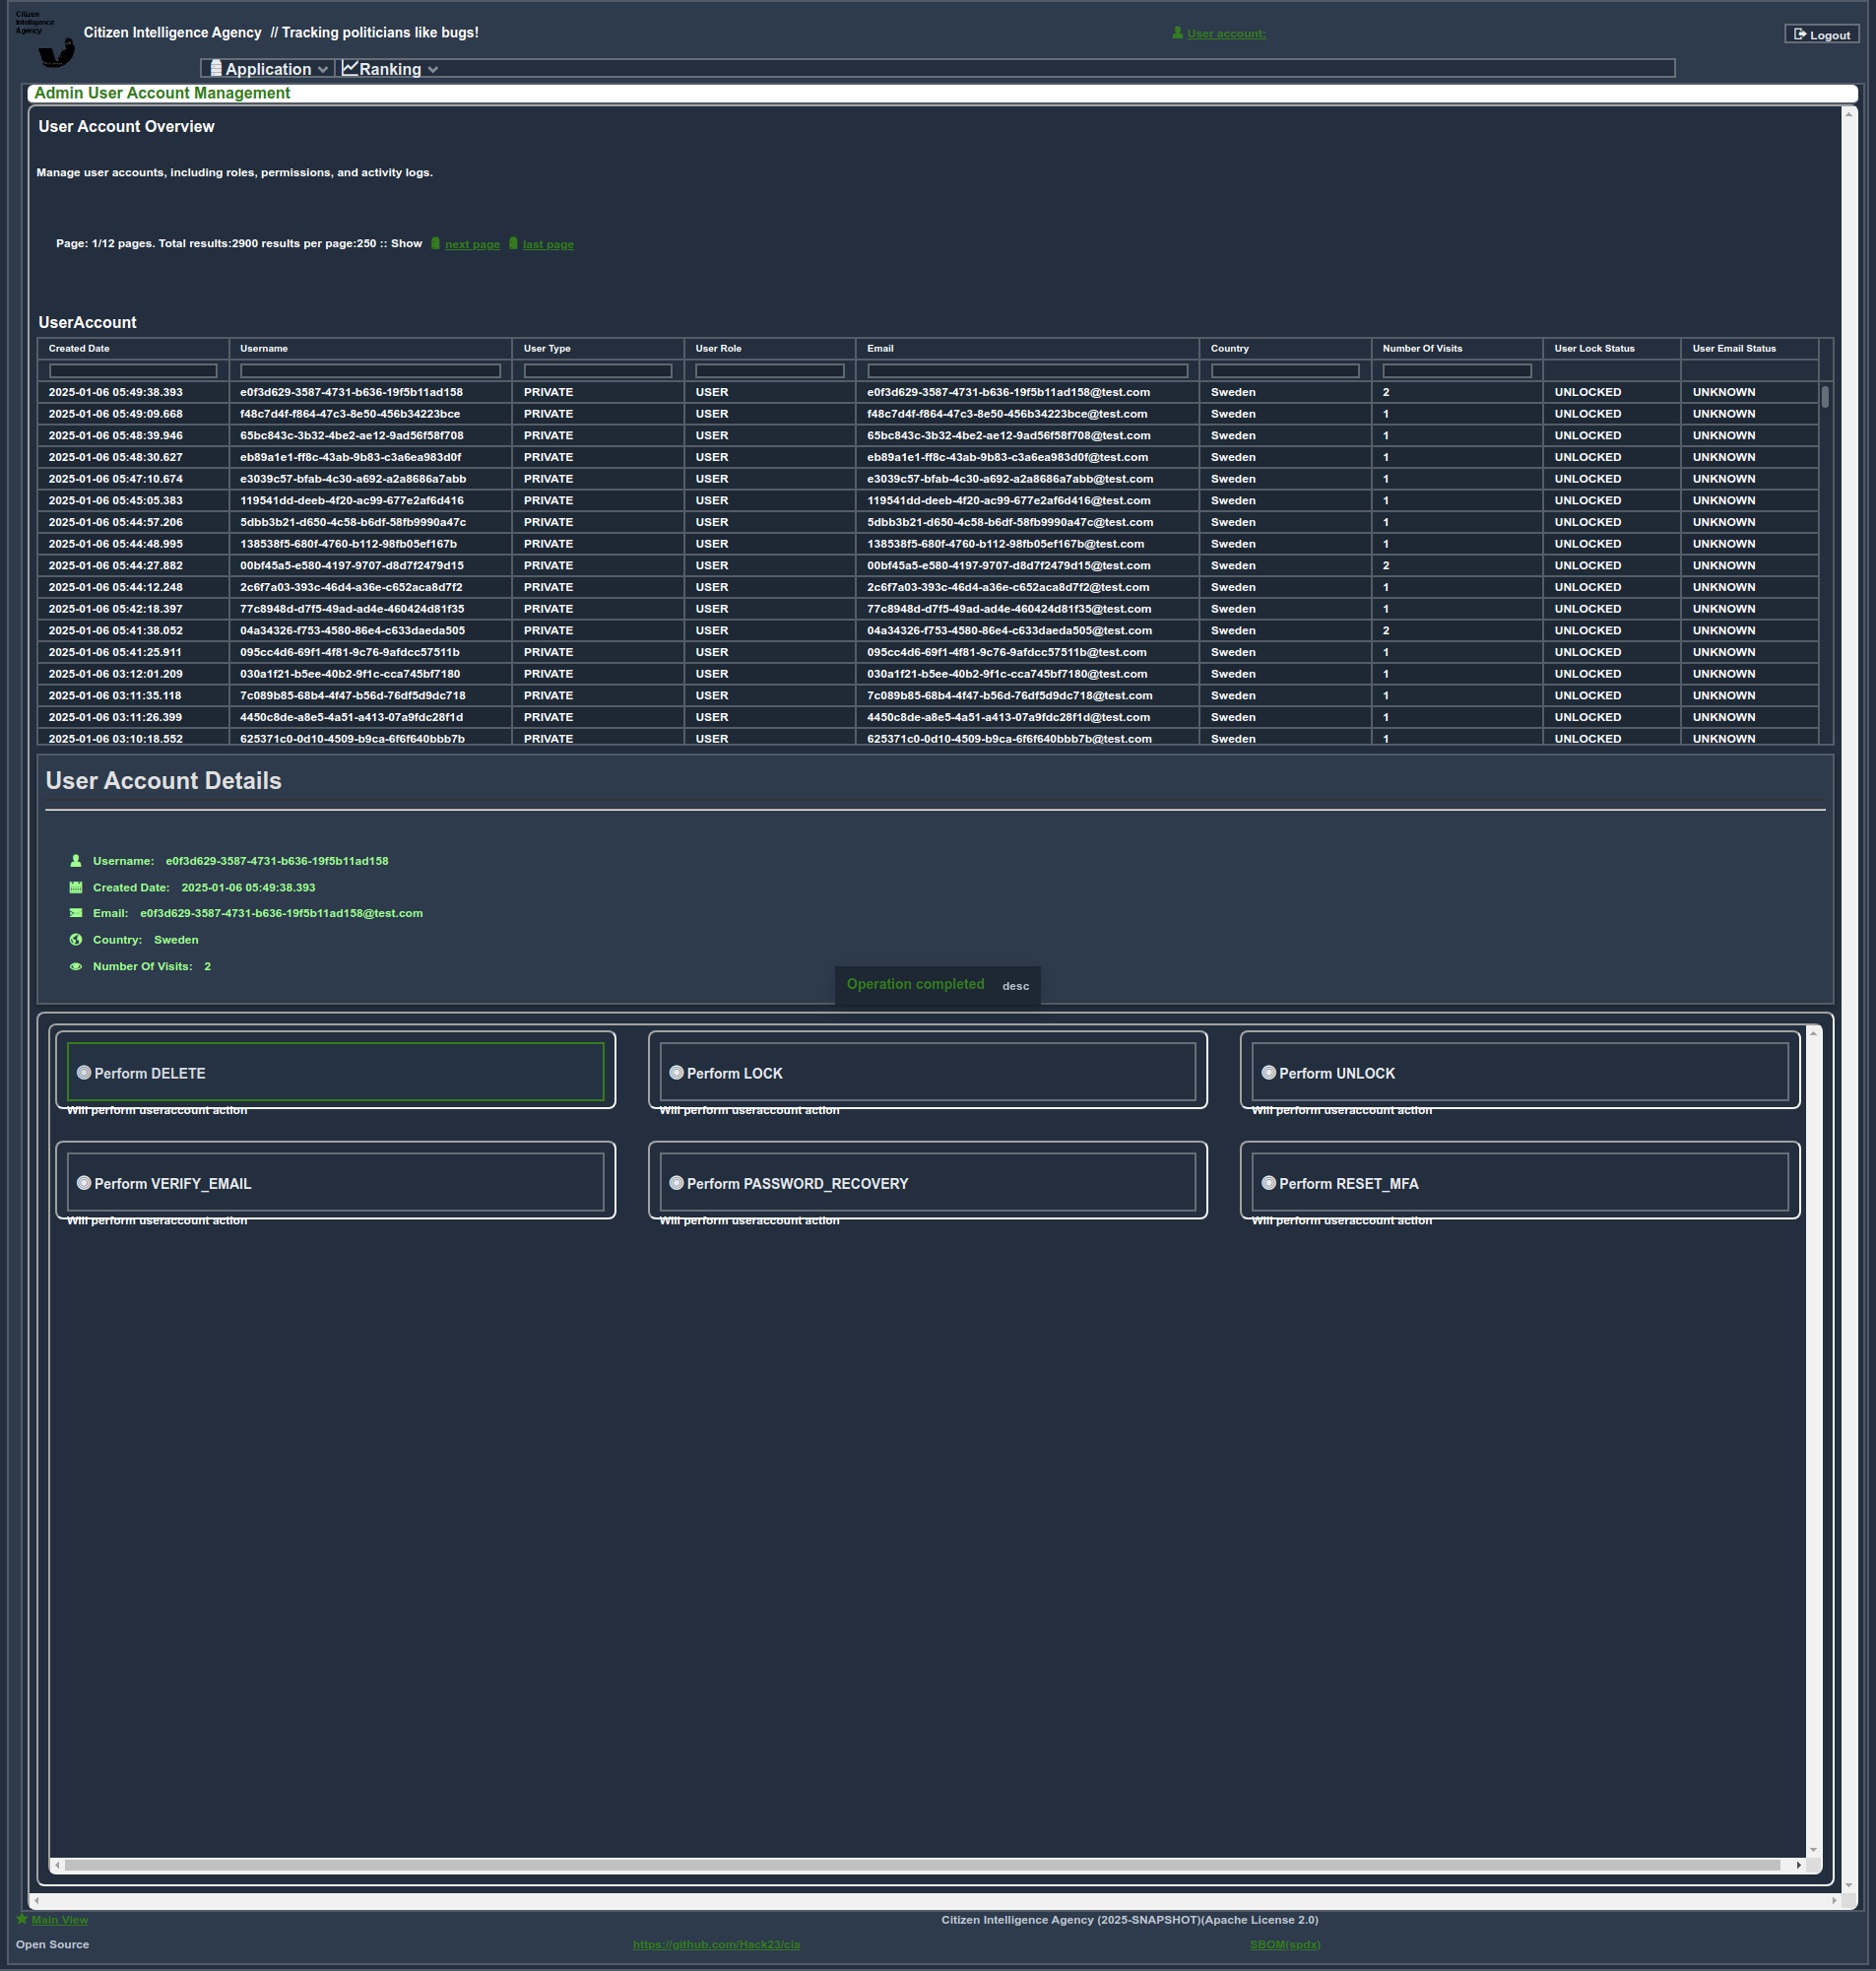 Citizen
Intelligence
Agency
Citizen Intelligence Agency // Tracking politicians like bugs!
User account:
Logout
Application Ranking
Admin User Account Management
User Account Overview
Manage user accounts, including roles, permissions, and activity logs.
Page: 1/12 pages. Total results:2900 results per page:250 :: Show next page last page
UserAccount
Created Date Username User Type User Role Email Country Number Of Visits User Lock Status User Email Status
2025-01-06 05:49:38.393 e0f3d629-3587-4731-b636-19f5b11ad158 PRIVATE USER e0f3d629-3587-4731-b636-19f5b11ad158@test.com Sweden 2 UNLOCKED UNKNOWN
2025-01-06 05:49:09.668 f48c7d4f-f864-47c3-8e50-456b34223bce PRIVATE USER f48c7d4f-f864-47c3-8e50-456b34223bce@test.com Sweden 1 UNLOCKED UNKNOWN
2025-01-06 05:48:39.946 65bc843c-3b32-4be2-ae12-9ad56f58f708 PRIVATE USER 65bc843c-3b32-4be2-ae12-9ad56f58f708@test.com Sweden 1 UNLOCKED UNKNOWN
2025-01-06 05:48:30.627 eb89a1e1-ff8c-43ab-9b83-c3a6ea983d0f PRIVATE USER eb89a1e1-ff8c-43ab-9b83-c3a6ea983d0f@test.com Sweden 1 UNLOCKED UNKNOWN
2025-01-06 05:47:10.674 e3039c57-bfab-4c30-a692-a2a8686a7abb PRIVATE USER e3039c57-bfab-4c30-a692-a2a8686a7abb@test.com Sweden 1 UNLOCKED UNKNOWN
2025-01-06 05:45:05.383 119541dd-deeb-4f20-ac99-677e2af6d416 PRIVATE USER 119541dd-deeb-4f20-ac99-677e2af6d416@test.com Sweden 1 UNLOCKED UNKNOWN
2025-01-06 05:44:57.206 5dbb3b21-d650-4c58-b6df-58fb9990a47c PRIVATE USER 5dbb3b21-d650-4c58-b6df-58fb9990a47c@test.com Sweden 1 UNLOCKED UNKNOWN
2025-01-06 05:44:48.995 138538f5-680f-4760-b112-98fb05ef167b PRIVATE USER 138538f5-680f-4760-b112-98fb05ef167b@test.com Sweden 1 UNLOCKED UNKNOWN
2025-01-06 05:44:27.882 00bf45a5-e580-4197-9707-d8d7f2479d15 PRIVATE USER 00bf45a5-e580-4197-9707-d8d7f2479d15@test.com Sweden 2 UNLOCKED UNKNOWN
2025-01-06 05:44:12.248 2c6f7a03-393c-46d4-a36e-c652aca8d7f2 PRIVATE USER 2c6f7a03-393c-46d4-a36e-c652aca8d7f2@test.com Sweden 1 UNLOCKED UNKNOWN
2025-01-06 05:42:18.397 77c8948d-d7f5-49ad-ad4e-460424d81f35 PRIVATE USER 77c8948d-d7f5-49ad-ad4e-460424d81f35@test.com Sweden 1 UNLOCKED UNKNOWN
2025-01-06 05:41:38.052 04a34326-f753-4580-86e4-c633daeda505 PRIVATE USER 04a34326-f753-4580-86e4-c633daeda505@test.com Sweden 2 UNLOCKED UNKNOWN
2025-01-06 05:41:25.911 095cc4d6-69f1-4f81-9c76-9afdcc57511b PRIVATE USER 095cc4d6-69f1-4f81-9c76-9afdcc57511b@test.com Sweden 1 UNLOCKED UNKNOWN
2025-01-06 03:12:01.209 030a1f21-b5ee-40b2-9f1c-cca745bf7180 PRIVATE USER 030a1f21-b5ee-40b2-9f1c-cca745bf7180@test.com Sweden 1 UNLOCKED UNKNOWN
2025-01-06 03:11:35.118 7c089b85-68b4-4f47-b56d-76df5d9dc718 PRIVATE USER 7c089b85-68b4-4f47-b56d-76df5d9dc718@test.com Sweden 1 UNLOCKED UNKNOWN
2025-01-06 03:11:26.399 4450c8de-a8e5-4a51-a413-07a9fdc28f1d PRIVATE USER 4450c8de-a8e5-4a51-a413-07a9fdc28f1d@test.com Sweden 1 UNLOCKED UNKNOWN
2025-01-06 03:10:18.552 625371c0-0d10-4509-b9ca-6f6f640bbb7b PRIVATE USER 625371c0-0d10-4509-b9ca-6f6f640bbb7b@test.com Sweden 1 UNLOCKED UNKNOWN
User Account Details
Username: e0f3d629-3587-4731-b636-19f5b11ad158
Created Date: 2025-01-06 05:49:38.393
Email: e0f3d629-3587-4731-b636-19f5b11ad158@test.com
Country: Sweden
Number Of Visits: 2
Operation completed desc
Perform DELETE Perform LOCK Perform UNLOCK
Will perform useraccount action Will perform useraccount action Will perform useraccount action
Perform VERIFY_EMAIL Perform PASSWORD_RECOVERY Perform RESET_MFA
Will perform useraccount action Will perform useraccount action Will perform useraccount action
Main View Citizen Intelligence Agency (2025-SNAPSHOT)(Apache License 2.0)
Open Source https://github.com/Hack23/cia SBOM(spdx)